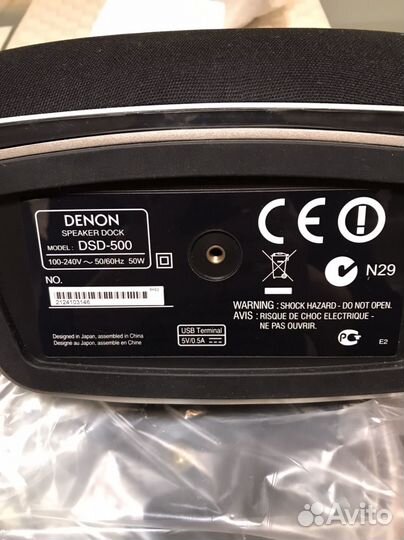 DENON
SPEAKER DOCK
MODEL: DSD-500
100-240V ~ 50/60Hz 50W
NO.
2124103146
Designed in Japan, assembled in China
Designé au Japon, assemblé en Chine
USB Terminal
5V/0.5A
CE
N29
WARNING: SHOCK HAZARD - DO NOT OPEN.
AVIS : RISQUE DE CHOC ELECTRIQUE -
NE PAS OUVRIR.
E2
Avito